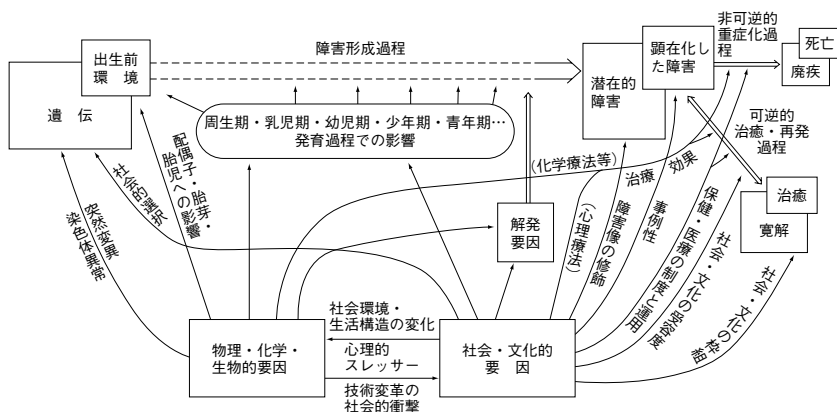 出生前
環　境
遺　伝
障害形成過程
潜在的
障害
顕在化し
た障害
非可逆的
重症化過
程
死亡
廃疾
周生期・乳児期・幼児期・少年期・青年期…
発育過程での影響
可逆的
治癒・再発
過程
治癒
寛解
(化学療法等)
治療
効果
(心理療法)
障害像の修飾
事例性
保健・医療の制度と運用
社会・文化の受容度
社会・文化の枠密
解発
要因
配偶子・胎芽・
胎児への影響
社会的選択
突然変異
染色体異常
物理・化学・
生物的要因
社会環境・
生活構造の変化
心理的
スレッサー
技術変革の
社会的衝撃
社会・文化的
要　因